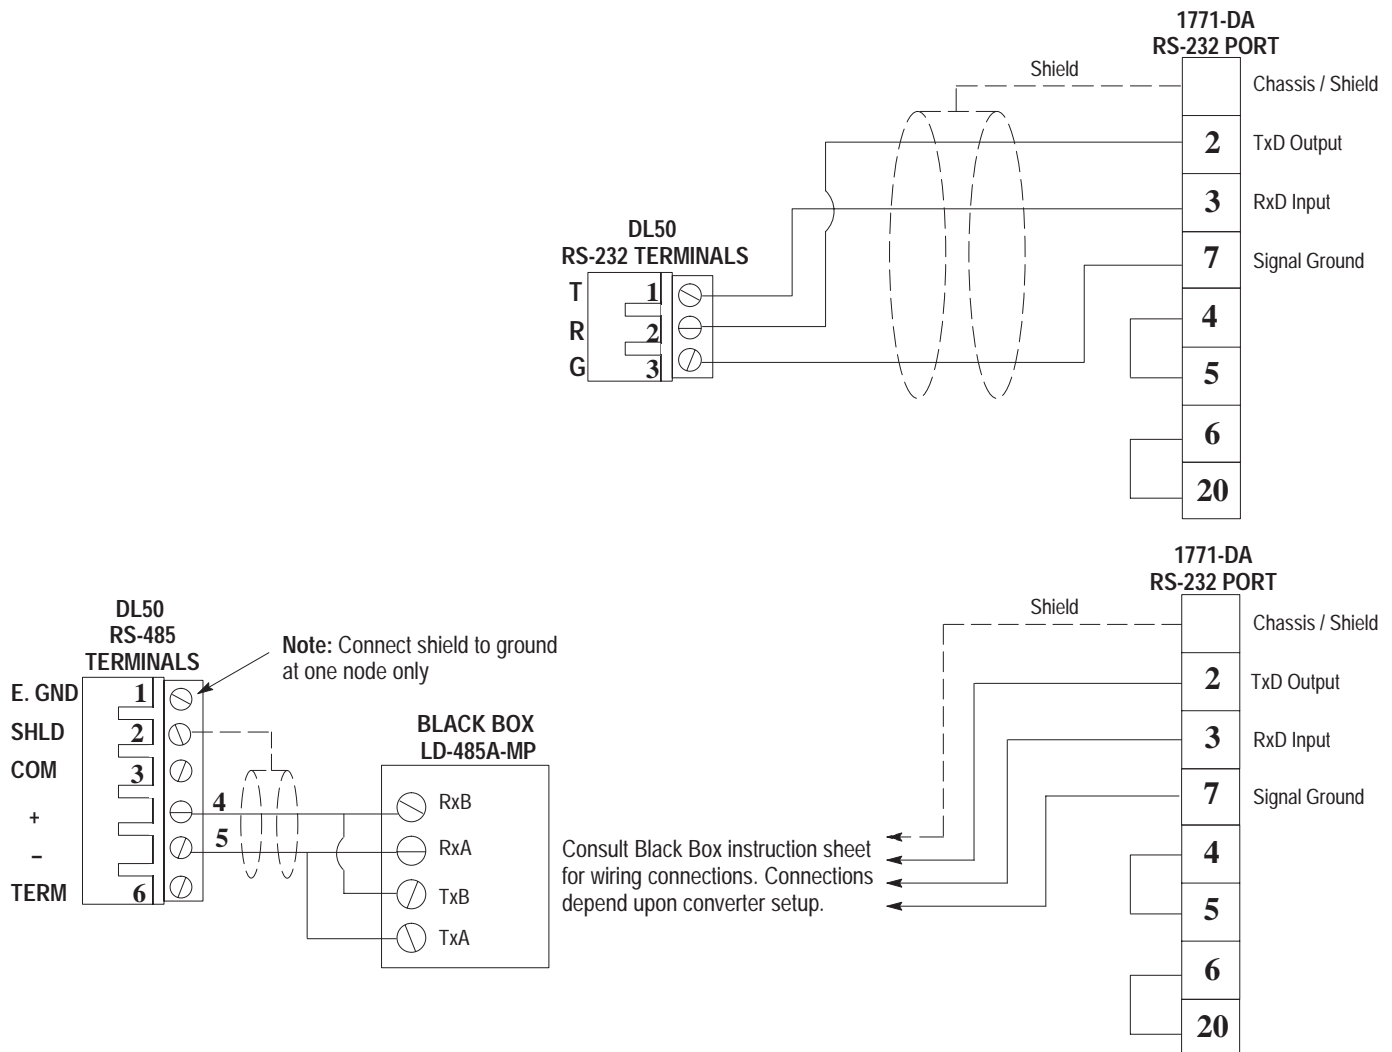 1771-DA
RS-232 PORT
Shield
Chassis / Shield
2 TxD Output
3 RxD Input
DL50
RS-232 TERMINALS
7 Signal Ground
T 1
R 2
G 3
4
5
6
20
1771-DA
RS-232 PORT
Shield
Chassis / Shield
DL50
RS-485
TERMINALS
Note: Connect shield to ground
at one node only
E. GND 1
SHLD 2
COM 3
+ 4
– 5
TERM 6
BLACK BOX
LD-485A-MP
RxB
RxA
TxB
TxA
Consult Black Box instruction sheet
for wiring connections. Connections
depend upon converter setup.
2 TxD Output
3 RxD Input
7 Signal Ground
4
5
6
20